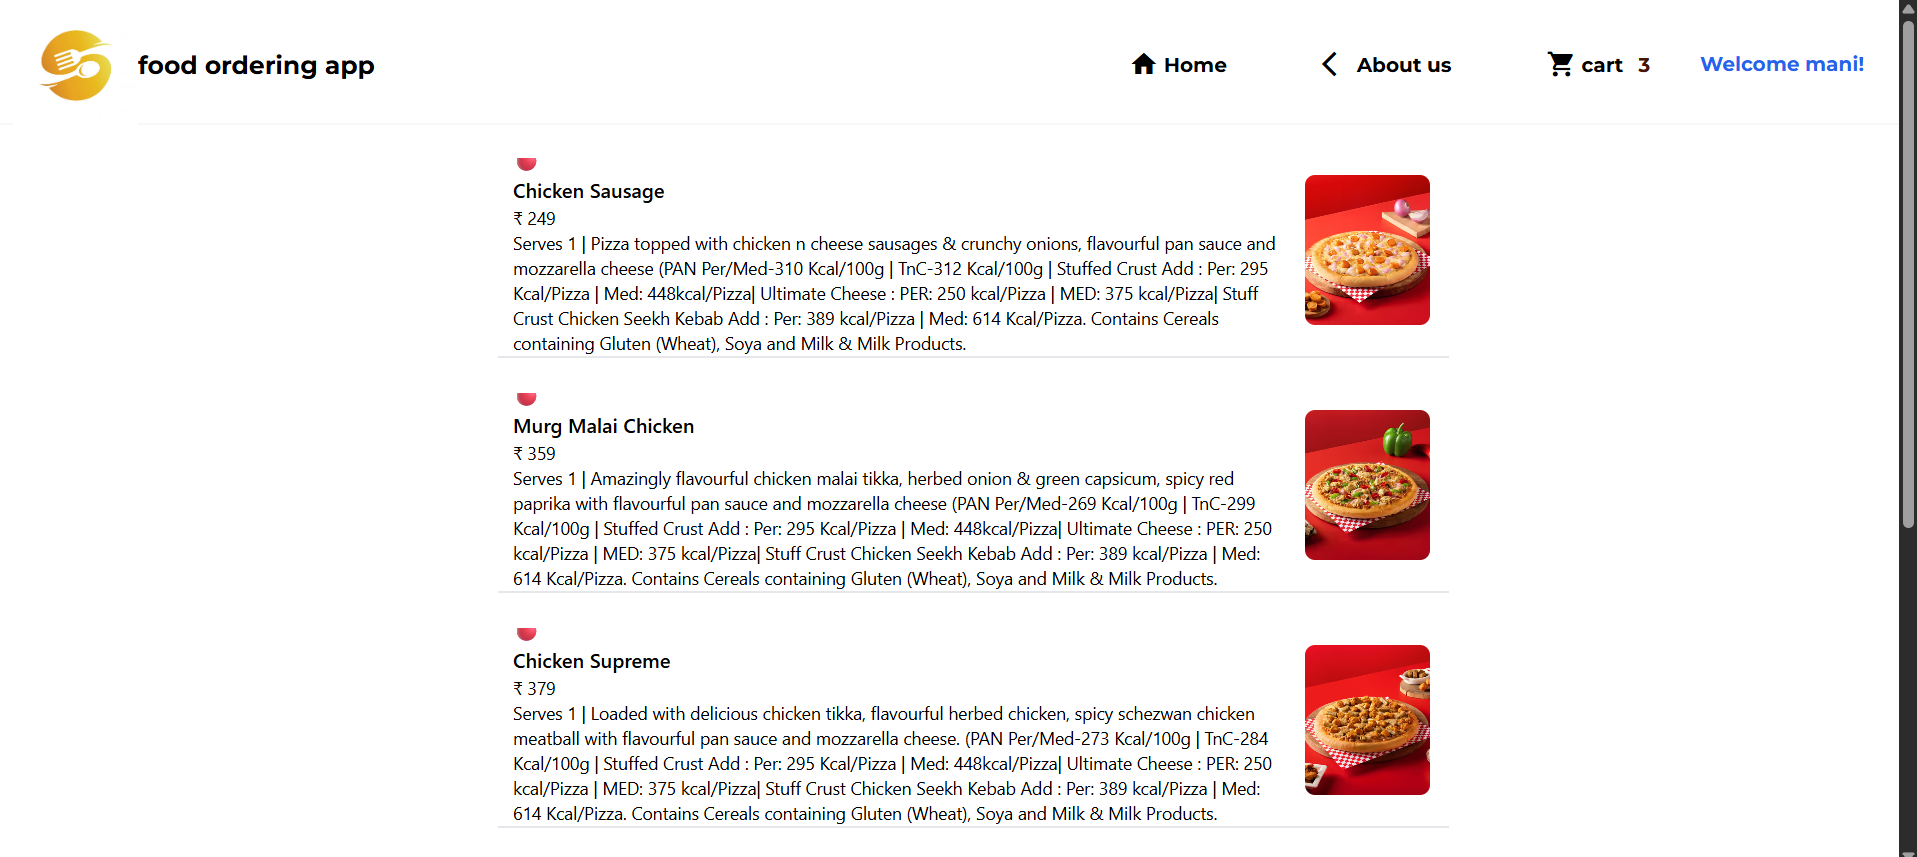 food ordering app
Home
About us
cart 3
Welcome mani!
Chicken Sausage
₹ 249
Serves 1 | Pizza topped with chicken n cheese sausages & crunchy onions, flavourful pan sauce and
mozzarella cheese (PAN Per/Med-310 Kcal/100g | TnC-312 Kcal/100g | Stuffed Crust Add : Per: 295
Kcal/Pizza | Med: 448kcal/Pizza| Ultimate Cheese : PER: 250 kcal/Pizza | MED: 375 kcal/Pizza| Stuff
Crust Chicken Seekh Kebab Add : Per: 389 kcal/Pizza | Med: 614 Kcal/Pizza. Contains Cereals
containing Gluten (Wheat), Soya and Milk & Milk Products.
Murg Malai Chicken
₹ 359
Serves 1 | Amazingly flavourful chicken malai tikka, herbed onion & green capsicum, spicy red
paprika with flavourful pan sauce and mozzarella cheese (PAN Per/Med-269 Kcal/100g | TnC-299
Kcal/100g | Stuffed Crust Add : Per: 295 Kcal/Pizza | Med: 448kcal/Pizza| Ultimate Cheese : PER: 250
kcal/Pizza | MED: 375 kcal/Pizza| Stuff Crust Chicken Seekh Kebab Add : Per: 389 kcal/Pizza | Med:
614 Kcal/Pizza. Contains Cereals containing Gluten (Wheat), Soya and Milk & Milk Products.
Chicken Supreme
₹ 379
Serves 1 | Loaded with delicious chicken tikka, flavourful herbed chicken, spicy schezwan chicken
meatball with flavourful pan sauce and mozzarella cheese. (PAN Per/Med-273 Kcal/100g | TnC-284
Kcal/100g | Stuffed Crust Add : Per: 295 Kcal/Pizza | Med: 448kcal/Pizza| Ultimate Cheese : PER: 250
kcal/Pizza | MED: 375 kcal/Pizza| Stuff Crust Chicken Seekh Kebab Add : Per: 389 kcal/Pizza | Med:
614 Kcal/Pizza. Contains Cereals containing Gluten (Wheat), Soya and Milk & Milk Products.